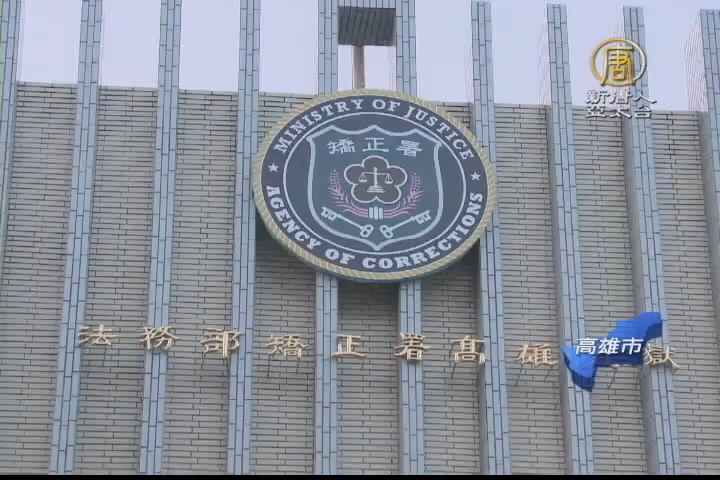 唐
新唐人
亞太台
MINISTRY OF JUSTICE
矯正署
AGENCY OF CORRECTIONS
法務部矯正署高雄
獄
高雄市